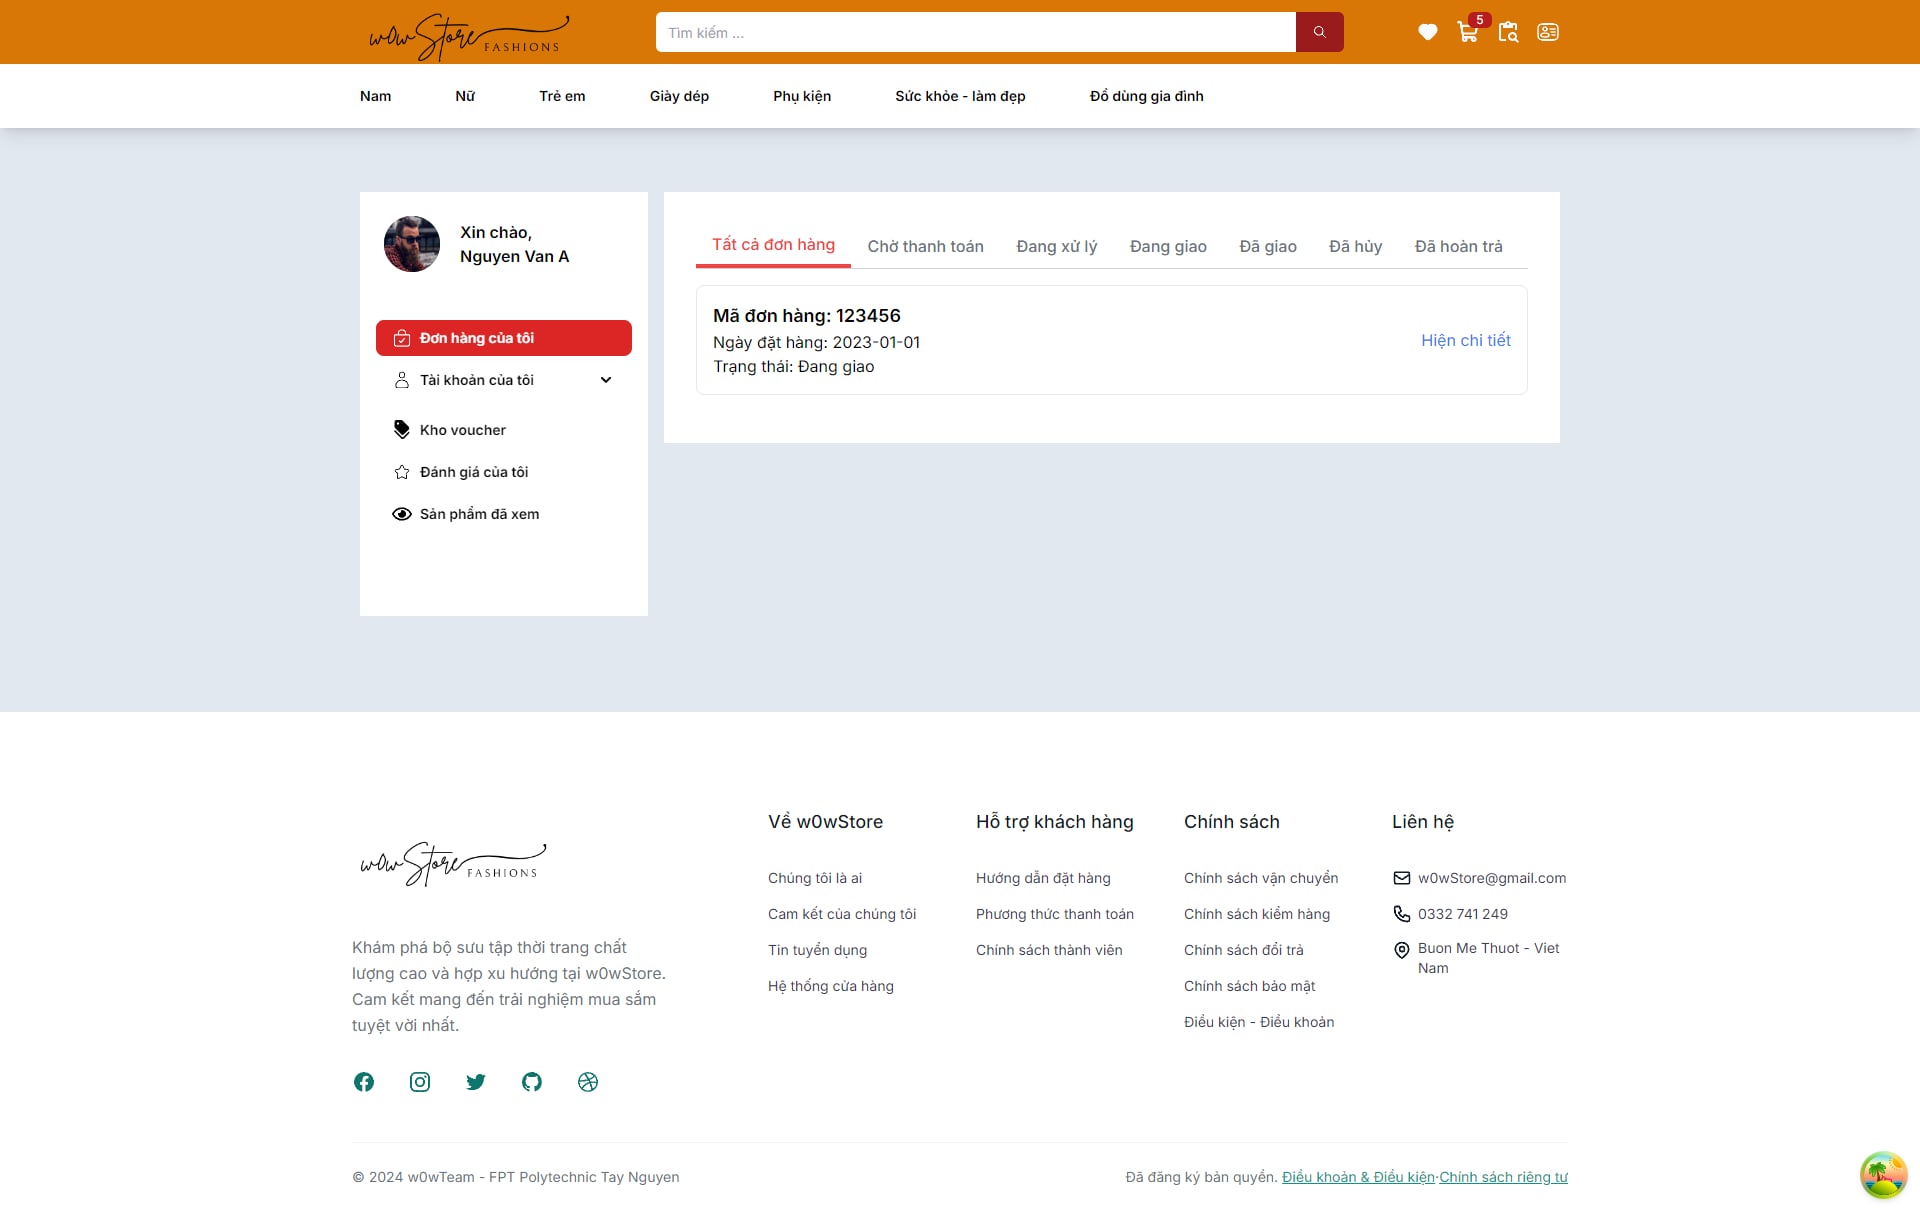 w0wStore FASHIONS
Tìm kiếm ...
5
Nam
Nữ
Trẻ em
Giày dép
Phụ kiện
Sức khỏe - làm đẹp
Đồ dùng gia đình
Xin chào,
Nguyen Van A
Đơn hàng của tôi
Tài khoản của tôi
Kho voucher
Đánh giá của tôi
Sản phẩm đã xem
Tất cả đơn hàng
Chờ thanh toán
Đang xử lý
Đang giao
Đã giao
Đã hủy
Đã hoàn trả
Mã đơn hàng: 123456
Ngày đặt hàng: 2023-01-01
Trạng thái: Đang giao
Hiện chi tiết
w0wStore FASHIONS
Khám phá bộ sưu tập thời trang chất
lượng cao và hợp xu hướng tại w0wStore.
Cam kết mang đến trải nghiệm mua sắm
tuyệt vời nhất.
Về w0wStore
Chúng tôi là ai
Cam kết của chúng tôi
Tin tuyển dụng
Hệ thống cửa hàng
Hỗ trợ khách hàng
Hướng dẫn đặt hàng
Phương thức thanh toán
Chính sách thành viên
Chính sách
Chính sách vận chuyển
Chính sách kiểm hàng
Chính sách đổi trả
Chính sách bảo mật
Điều kiện - Điều khoản
Liên hệ
w0wStore@gmail.com
0332 741 249
Buon Me Thuot - Viet
Nam
© 2024 w0wTeam - FPT Polytechnic Tay Nguyen
Đã đăng ký bản quyền. Điều khoản & Điều kiện·Chính sách riêng tư